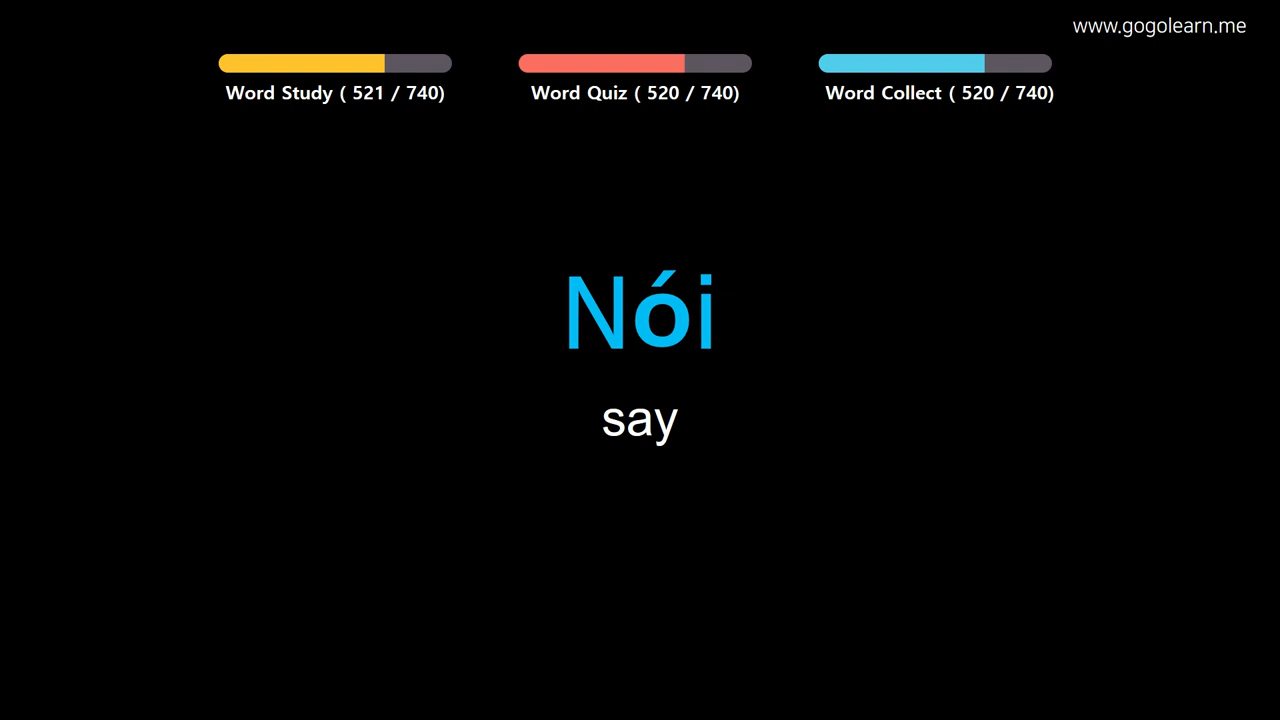 www.gogolearn.me
Word Study ( 521 / 740)
Word Quiz ( 520 / 740)
Word Collect ( 520 / 740)
Nói
say